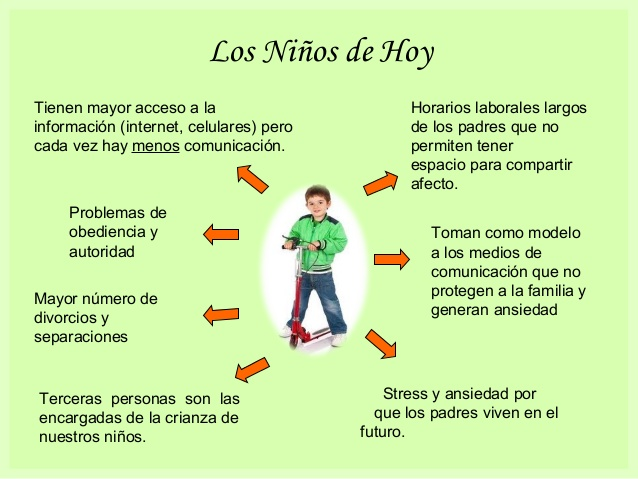 Los Niños de Hoy
Tienen mayor acceso a la
información (internet, celulares) pero
cada vez hay menos comunicación.
Horarios laborales largos
de los padres que no
permiten tener
espacio para compartir
afecto.
Problemas de
obediencia y
autoridad
Toman como modelo
a los medios de
comunicación que no
protegen a la familia y
generan ansiedad
Mayor número de
divorcios y
separaciones
Terceras personas son las
encargadas de la crianza de
nuestros niños.
Stress y ansiedad por
que los padres viven en el
futuro.